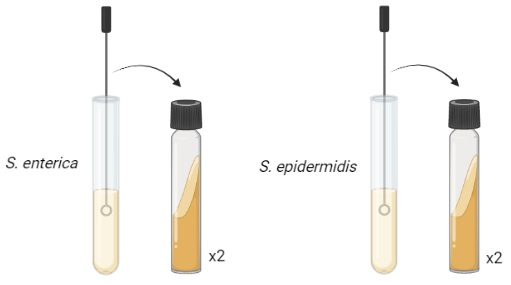 S. enterica
x2
S. epidermidis
x2